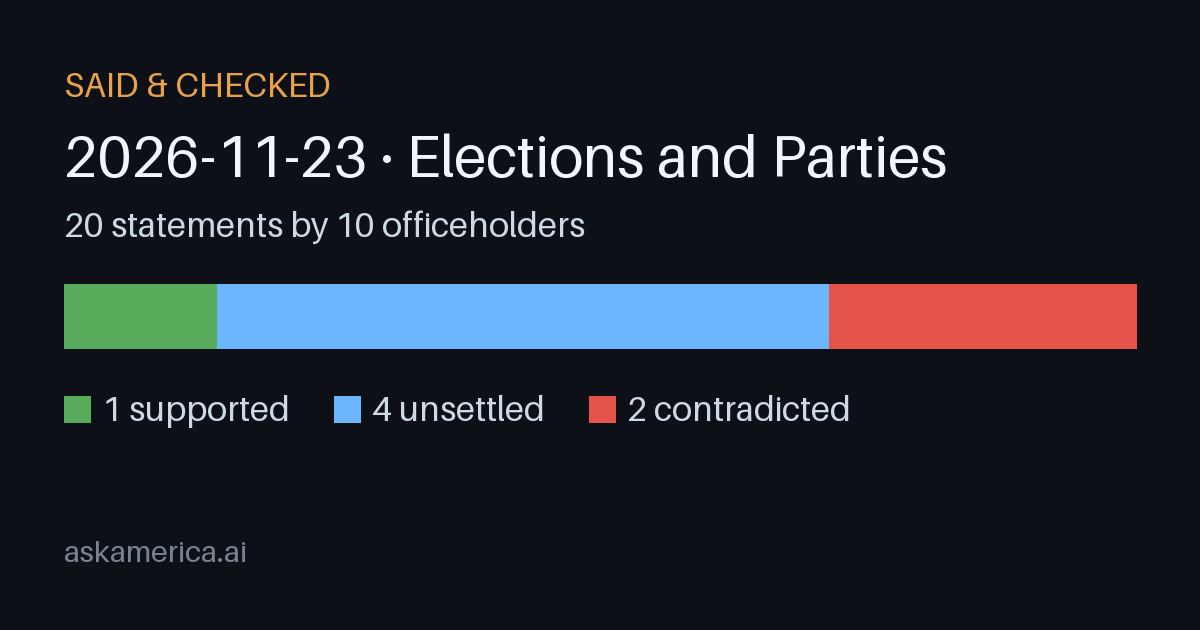 SAID & CHECKED
2026-11-23 · Elections and Parties
20 statements by 10 officeholders
1 supported 4 unsettled 2 contradicted
askamerica.ai